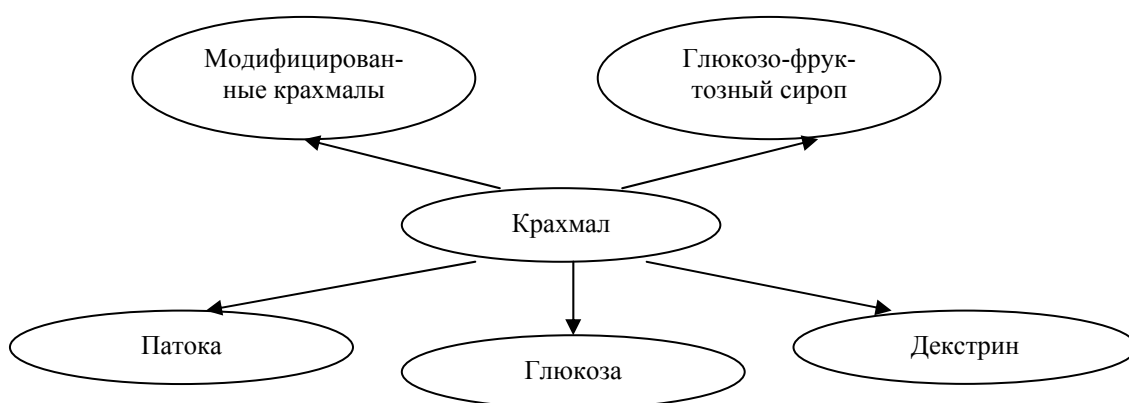 Модифицирован-
ные крахмалы
Глюкозо-фрук-
тозный сироп
Крахмал
Патока
Глюкоза
Декстрин